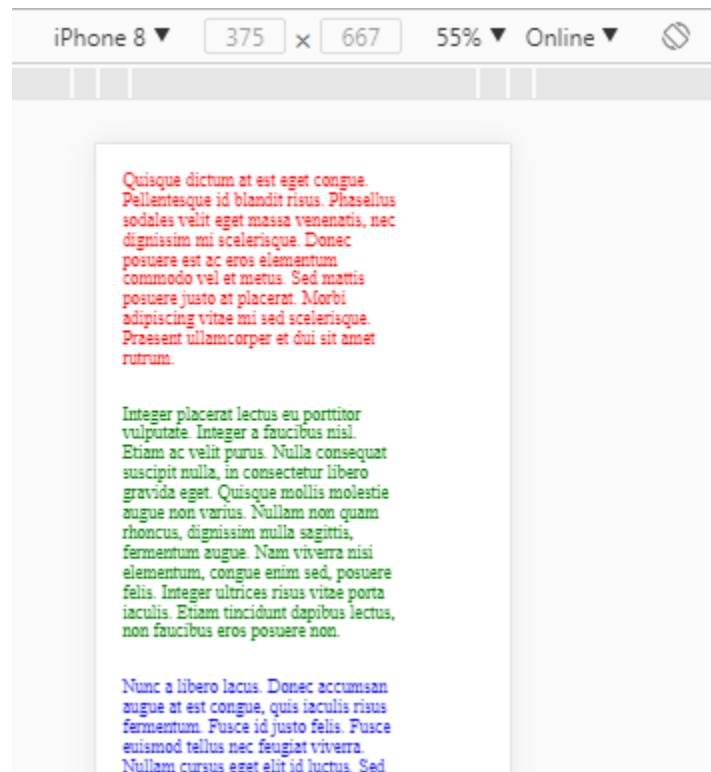 iPhone 8 ▼ 375 × 667 55% ▼ Online ▼
Quisque dictum at est eget congue.
Pellentesque id blandit risus. Phasellus
sodales velit eget massa venenatis, nec
dignissim mi scelerisque. Donec
posuere est ac eros elementum
commodo vel et metus. Sed mattis
posuere justo at placerat. Morbi
adipiscing vitae mi sed scelerisque.
Praesent ullamcorper et dui sit amet
rutrum.
Integer placerat lectus eu porttitor
vulputate. Integer a faucibus nisl.
Etiam ac velit purus. Nulla consequat
suscipit nulla, in consectetur libero
gravida eget. Quisque mollis molestie
augue non varius. Nullam non quam
rhoncus, dignissim nulla sagittis,
fermentum augue. Nam viverra nisi
elementum, congue enim sed, posuere
felis. Integer ultrices risus vitae porta
iaculis. Etiam tincidunt dapibus lectus,
non faucibus eros posuere non.
Nunc a libero lacus. Donec accumsan
augue at est congue, quis iaculis risus
fermentum. Fusce id justo felis. Fusce
euismod tellus nec feugiat viverra.
Nullam cursus eget elit id luctus. Sed